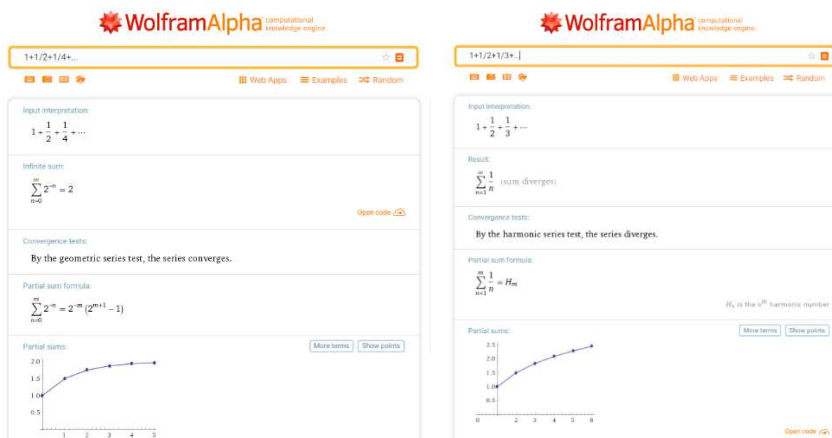 WolframAlpha computational knowledge engine.
1+1/2+1/4+...
Web Apps Examples Random
Input interpretation:
1 + 1/2 + 1/4 + ···
Infinite sum:
∑_{n=0}^{∞} 2^{-n} = 2
Open code
Convergence tests:
By the geometric series test, the series converges.
Partial sum formula:
∑_{n=0}^{m} 2^{-n} = 2^{-m} (2^{m+1} - 1)
Partial sums:
More terms Show points
2.0
1.5
1.0
0.5
1 2 3 4 5
WolframAlpha computational knowledge engine.
1+1/2+1/3+..
Web Apps Examples Random
Input interpretation:
1 + 1/2 + 1/3 + ···
Result:
∑_{n=1}^{∞} 1/n (sum diverges)
Convergence tests:
By the harmonic series test, the series diverges.
Partial sum formula:
∑_{n=1}^{m} 1/n = H_m
H_n is the n^th harmonic number
Partial sums:
More terms Show points
2.5
2.0
1.5
1.0
0.5
0 2 3 4 5 6
Open code